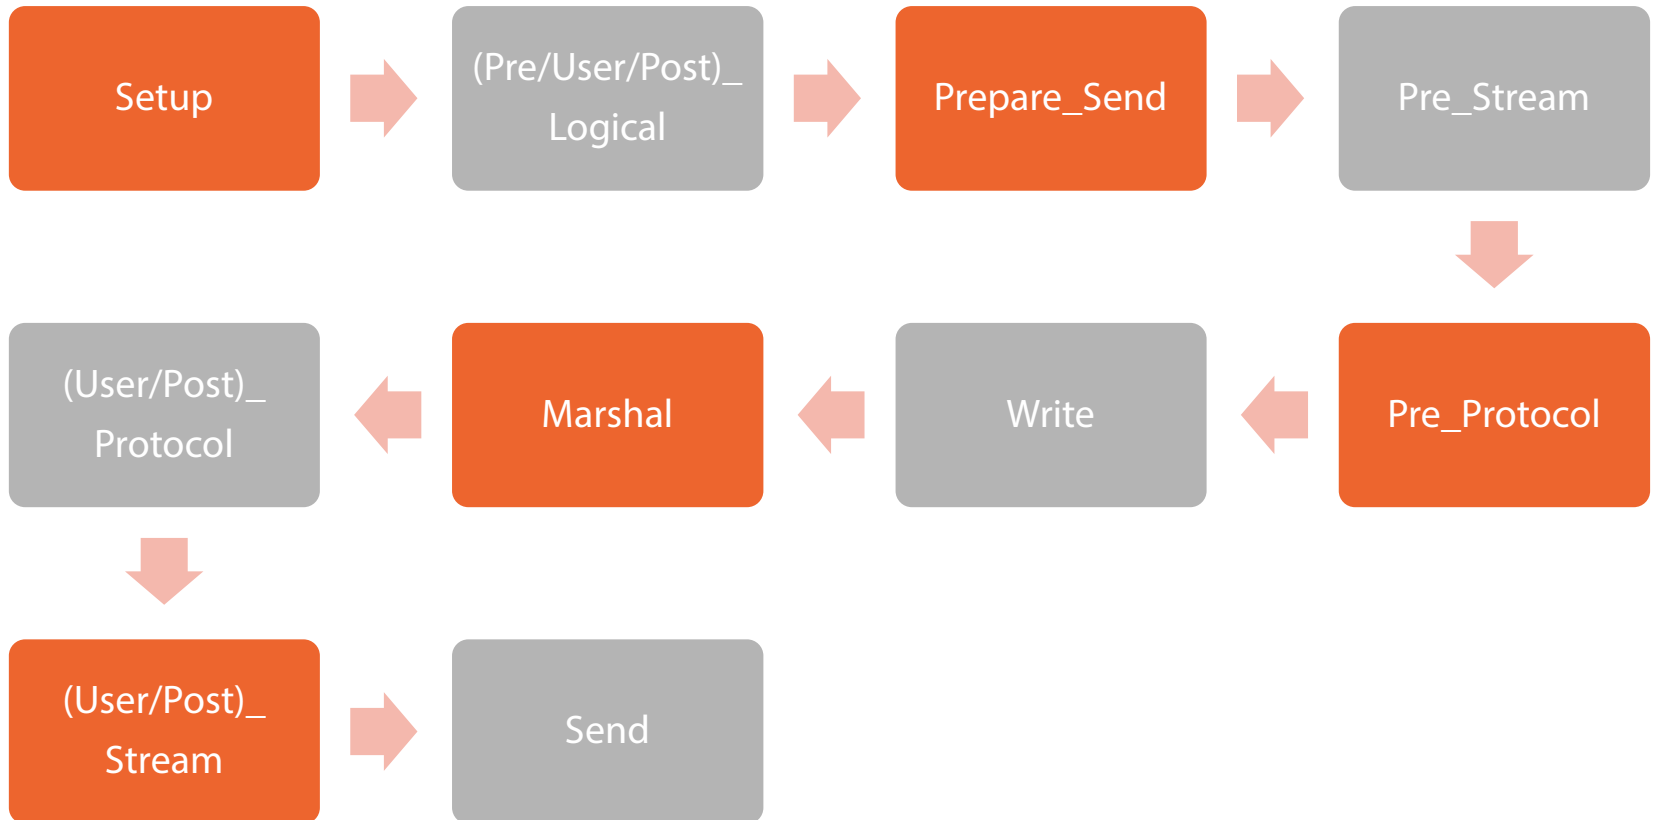 Setup
(Pre/User/Post)_
Logical
Prepare_Send
Pre_Stream
Pre_Protocol
Write
Marshal
(User/Post)_
Protocol
(User/Post)_
Stream
Send